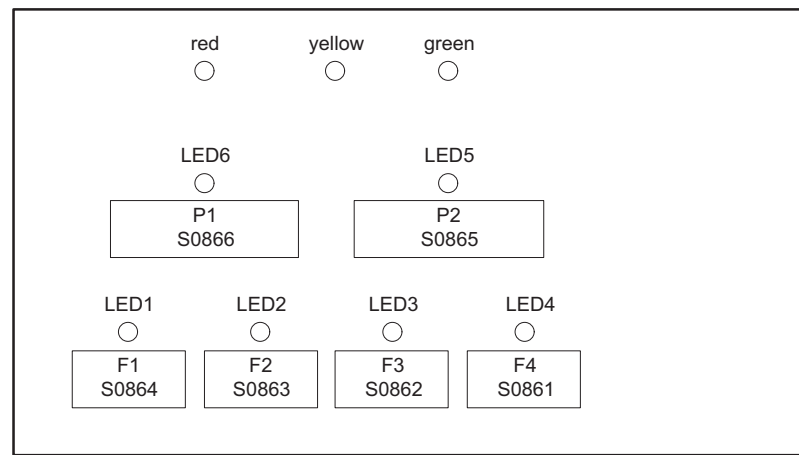 red yellow green
LED6 LED5
P1 P2
S0866 S0865
LED1 LED2 LED3 LED4
F1 F2 F3 F4
S0864 S0863 S0862 S0861